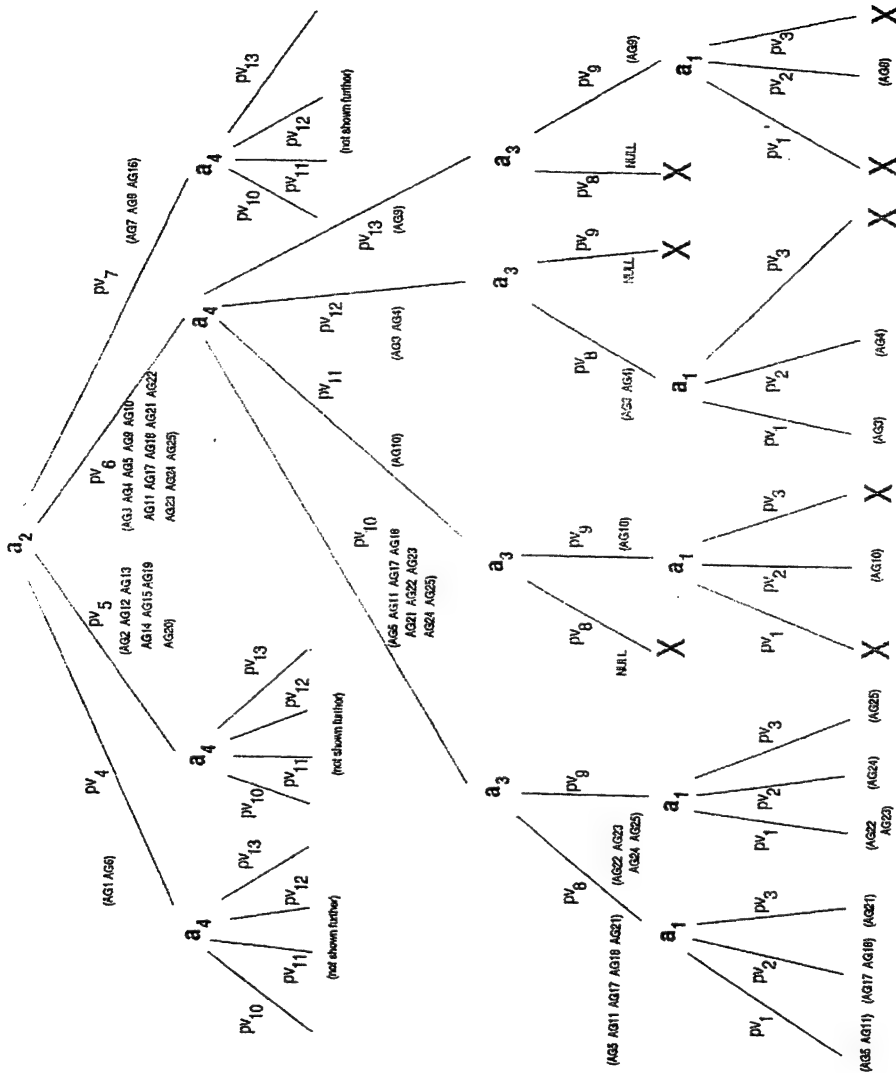 a2
pv4
(AG1 AG6)
pv5
(AG2 AG12 AG13
AG14 AG15 AG19
AG20)
pv6
(AG3 AG4 AG5 AG9 AG10
AG11 AG17 AG18 AG21 AG22
AG23 AG24 AG25)
pv7
(AG7 AG8 AG16)
a4
pv10
pv11
pv12
pv13
(not shown further)
a4
pv10
pv11
pv12
pv13
(not shown further)
a4
pv10
(AG5 AG11 AG17 AG18
AG21 AG22 AG23
AG24 AG25)
pv11
(AG10)
pv12
(AG3 AG4)
pv13
(AG9)
a4
pv10
pv11
pv12
pv13
(not shown further)
a3
pv8
(AG5 AG11 AG17 AG18 AG21)
pv9
(AG22 AG23
AG24 AG25)
a3
pv8
NULL
X
pv9
(AG10)
a3
pv8
(AG3 AG4)
pv9
NULL
X
a3
pv8
NULL
X
pv9
(AG9)
a1
pv1
pv2
pv3
(AG5 AG11) (AG17 AG18) (AG21)
a1
pv1
pv2
pv3
(AG22
AG23)
(AG24)
(AG25)
a1
pv1
pv2
pv3
X
(AG10)
X
a1
pv1
pv2
pv3
(AG3)
(AG4)
X
a1
pv1
pv2
pv3
X
X